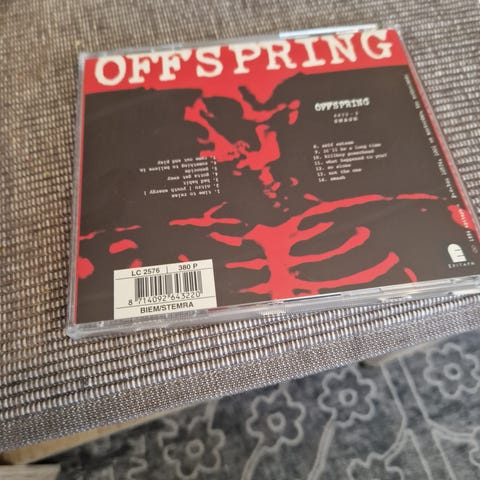 OFFSPRING
OFFSPRING
SMASH
1. time to relax
2. nitro ( youth energy )
3. bad habit
4. gotta get away
5. genocide
6. something to believe in
7. come out and play
8. self esteem
9. it'll be a long time
10. killboy powerhead
11. what happened to you?
12. so alone
13. not the one
14. smash
LC 2576 380 P
8 714092 643220
BIEM/STEMRA
EPITAPH